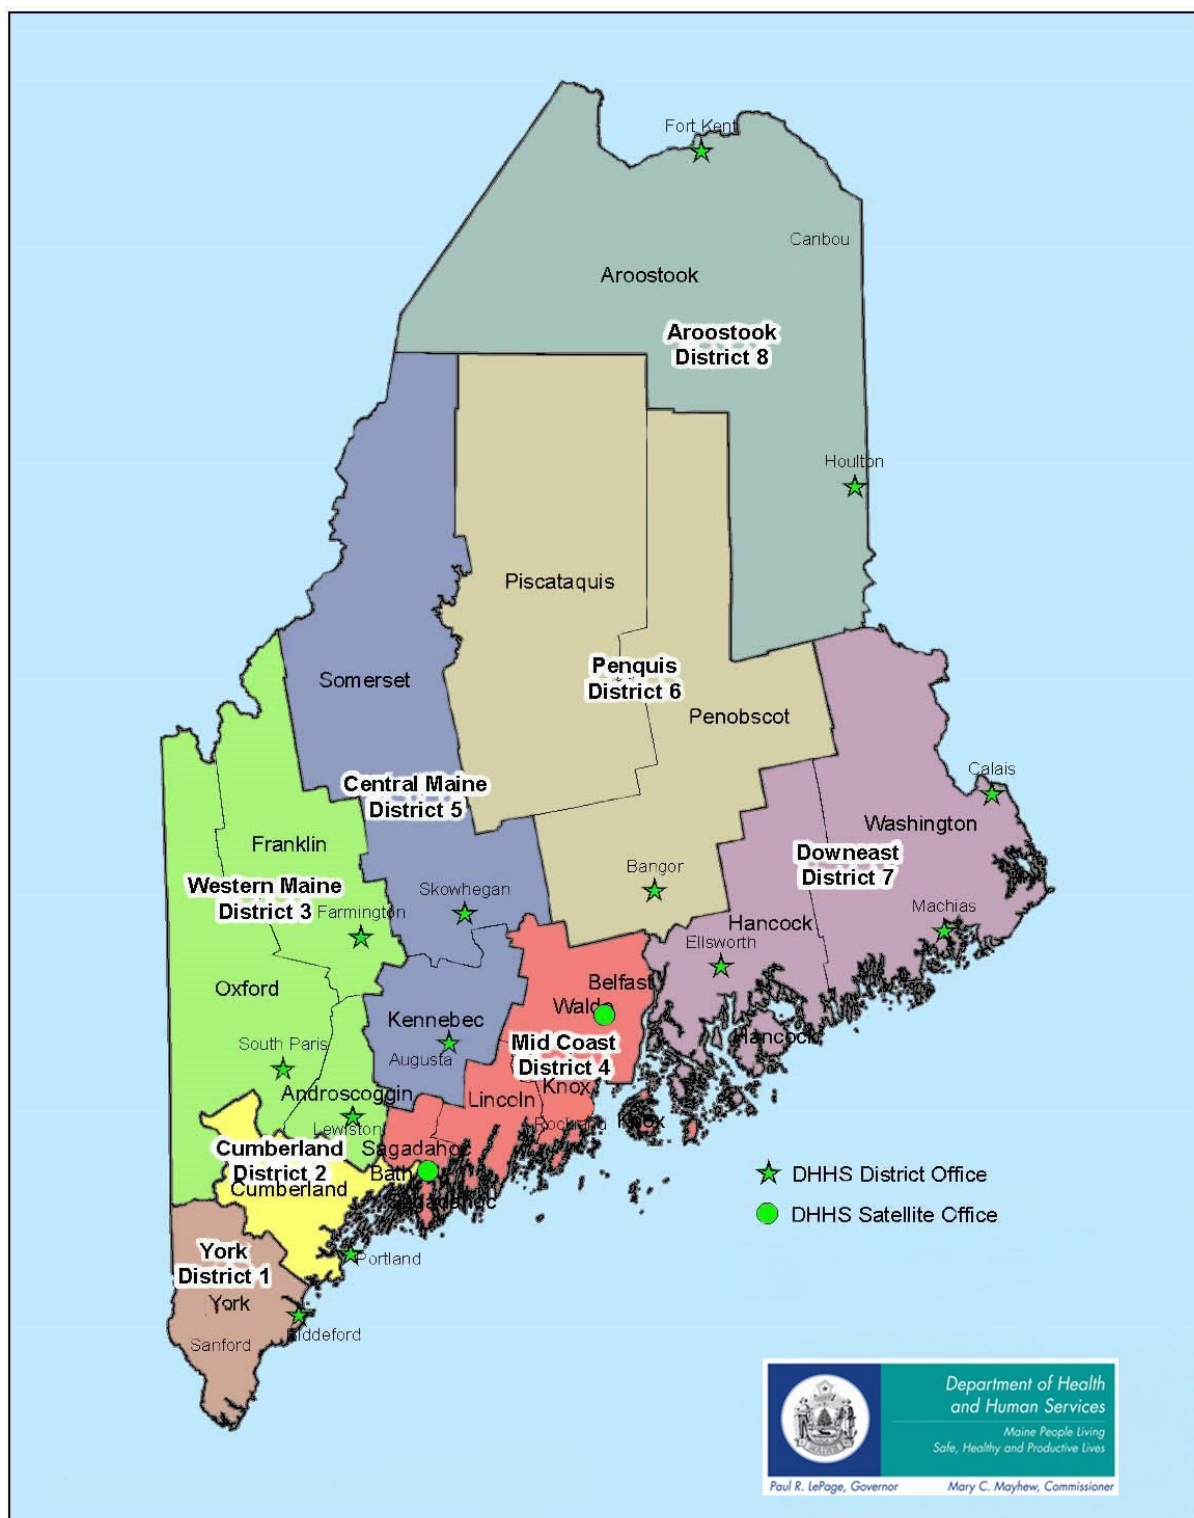 Fort Kent
Caribou
Aroostook
Aroostook
District 8
Houlton
Piscataquis
Somerset
Penquis
District 6
Penobscot
Calais
Central Maine
District 5
Washington
Franklin
Downeast
District 7
Bangor
Western Maine
District 3
Skowhegan
Farmington
Machias
Hancock
Ellsworth
Oxford
Belfast
Waldo
Kennebec
Hancock
South Paris
Augusta
Mid Coast
District 4
Androscoggin
Knox
Lincoln
Lewiston
Rockland
Knox
Cumberland
District 2
Sagadahoc
Bath
DHHS District Office
Cumberland
Sagadahoc
DHHS Satellite Office
York
District 1
Portland
York
Sanford
Biddeford
Department of Health
and Human Services
Maine People Living
Safe, Healthy and Productive Lives
Paul R. LePage, Governor
Mary C. Mayhew, Commissioner